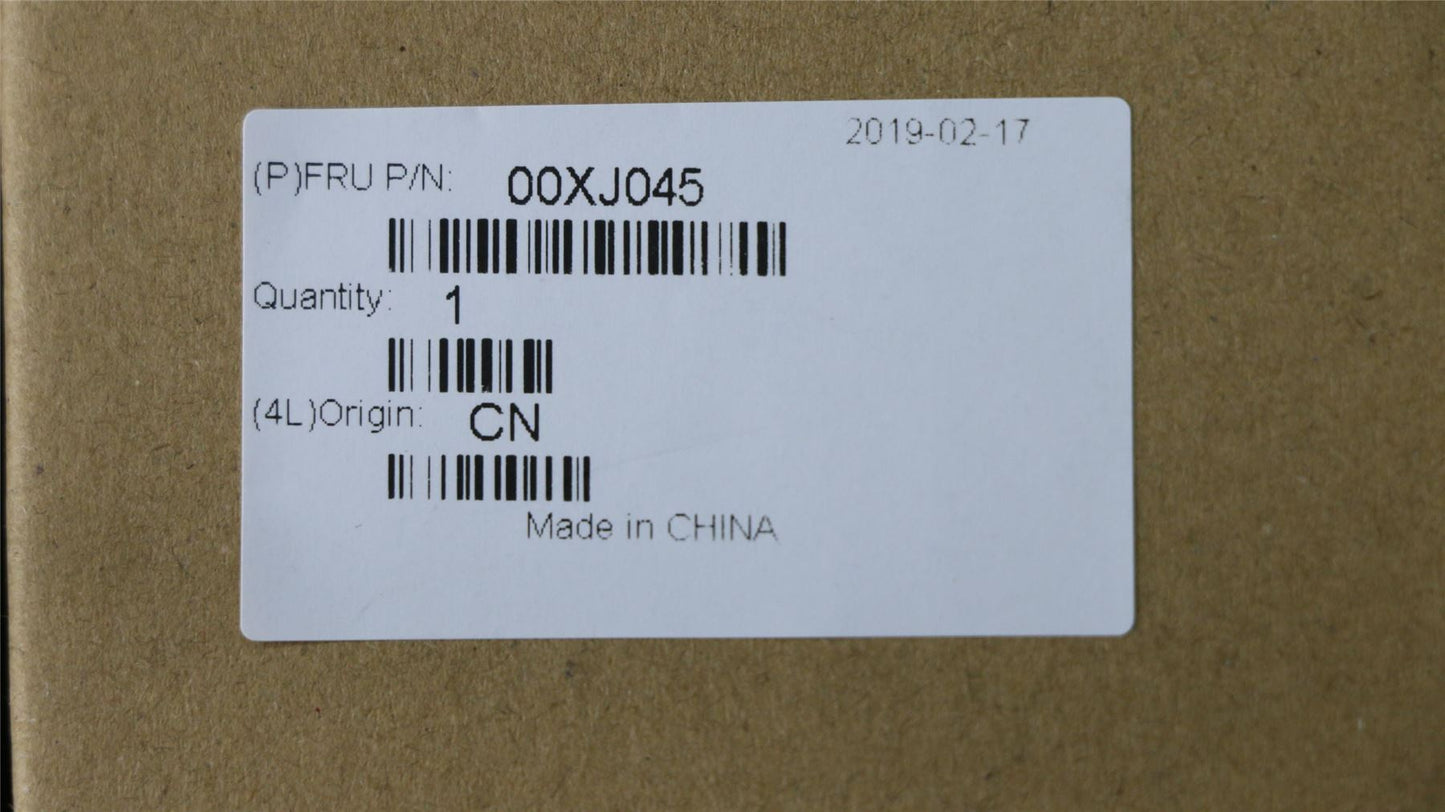 2019-02-17
(P)FRU P/N: 00XJ045
Quantity: 1
(4L)Origin: CN
Made in CHINA